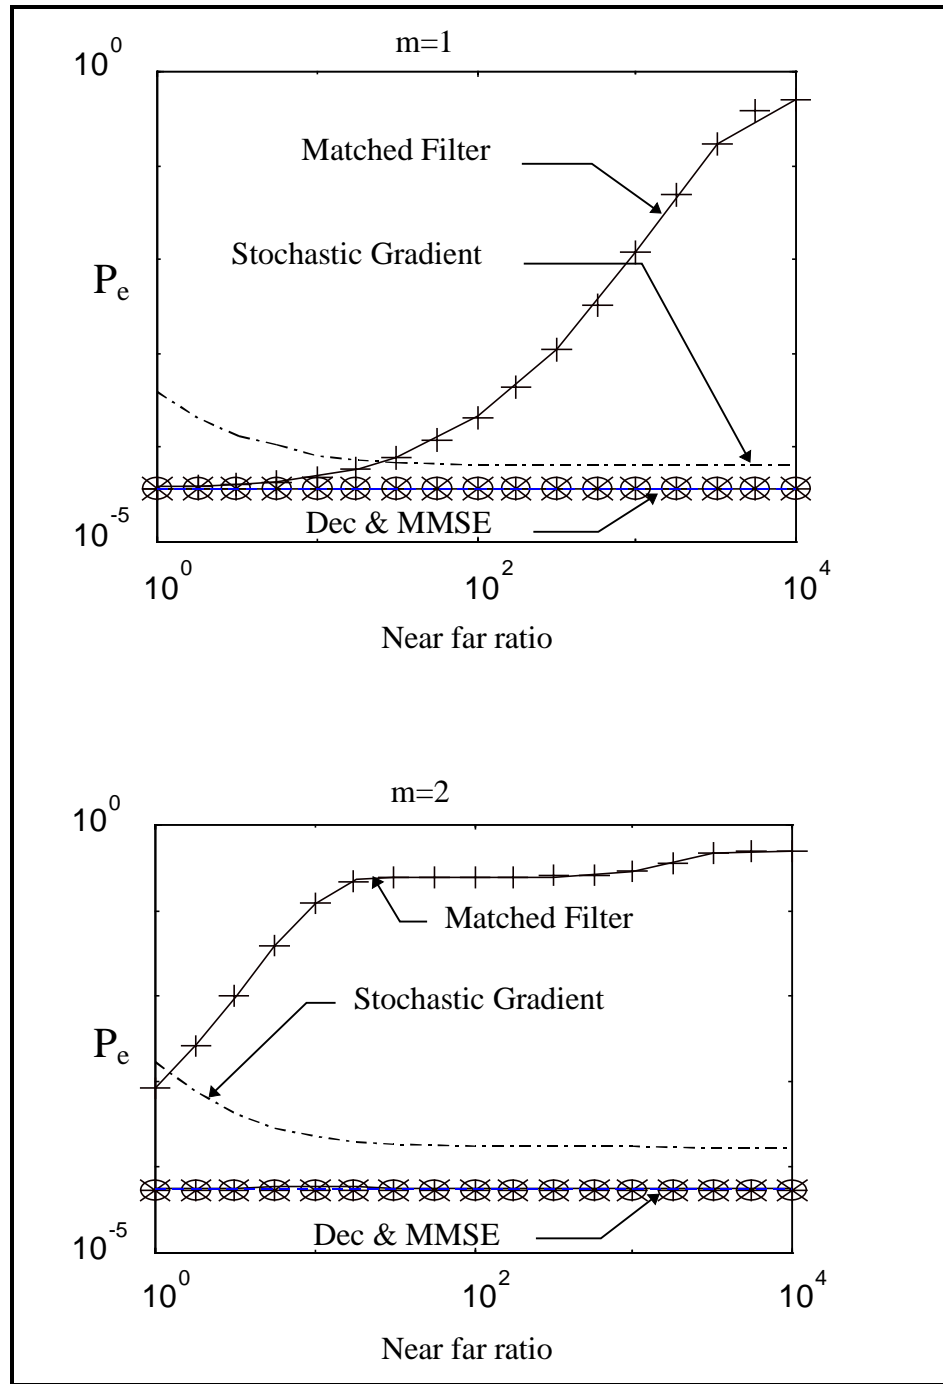 m=1
10^0
Matched Filter
Stochastic Gradient
P_e
Dec & MMSE
10^-5
10^0 10^2 10^4
Near far ratio
m=2
10^0
Matched Filter
Stochastic Gradient
P_e
Dec & MMSE
10^-5
10^0 10^2 10^4
Near far ratio